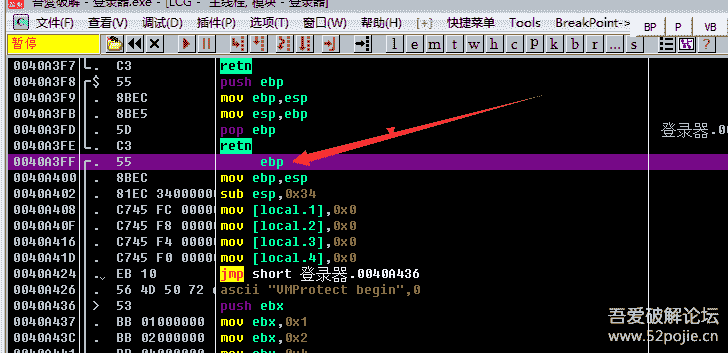 吾爱破解 - 登录器.exe - [LCG - 主线程, 模块 - 登录器]
文件(F) 查看(V) 调试(D) 插件(P) 选项(T) 窗口(W) 帮助(H) [+] 快捷菜单 Tools BreakPoint-> BP P VB
暂停 l e m t w h c P k b r ... s ?
0040A3F7 . C3 retn
0040A3F8 $ 55 push ebp
0040A3F9 . 8BEC mov ebp,esp
0040A3FB . 8BE5 mov esp,ebp
0040A3FD . 5D pop ebp 登录器.
0040A3FE . C3 retn
0040A3FF . 55 ebp
0040A400 . 8BEC mov ebp,esp
0040A402 . 81EC 3400000 sub esp,0x34
0040A408 . C745 FC 0000 mov [local.1],0x0
0040A40F . C745 F8 0000 mov [local.2],0x0
0040A416 . C745 F4 0000 mov [local.3],0x0
0040A41D . C745 F0 0000 mov [local.4],0x0
0040A424 . EB 10 jmp short 登录器.0040A436
0040A426 . 56 4D 50 72 ascii "VMProtect begin",0
0040A436 > 53 push ebx
0040A437 . BB 01000000 mov ebx,0x1
0040A43C . BB 02000000 mov ebx,0x2
吾爱破解论坛
www.52pojie.cn